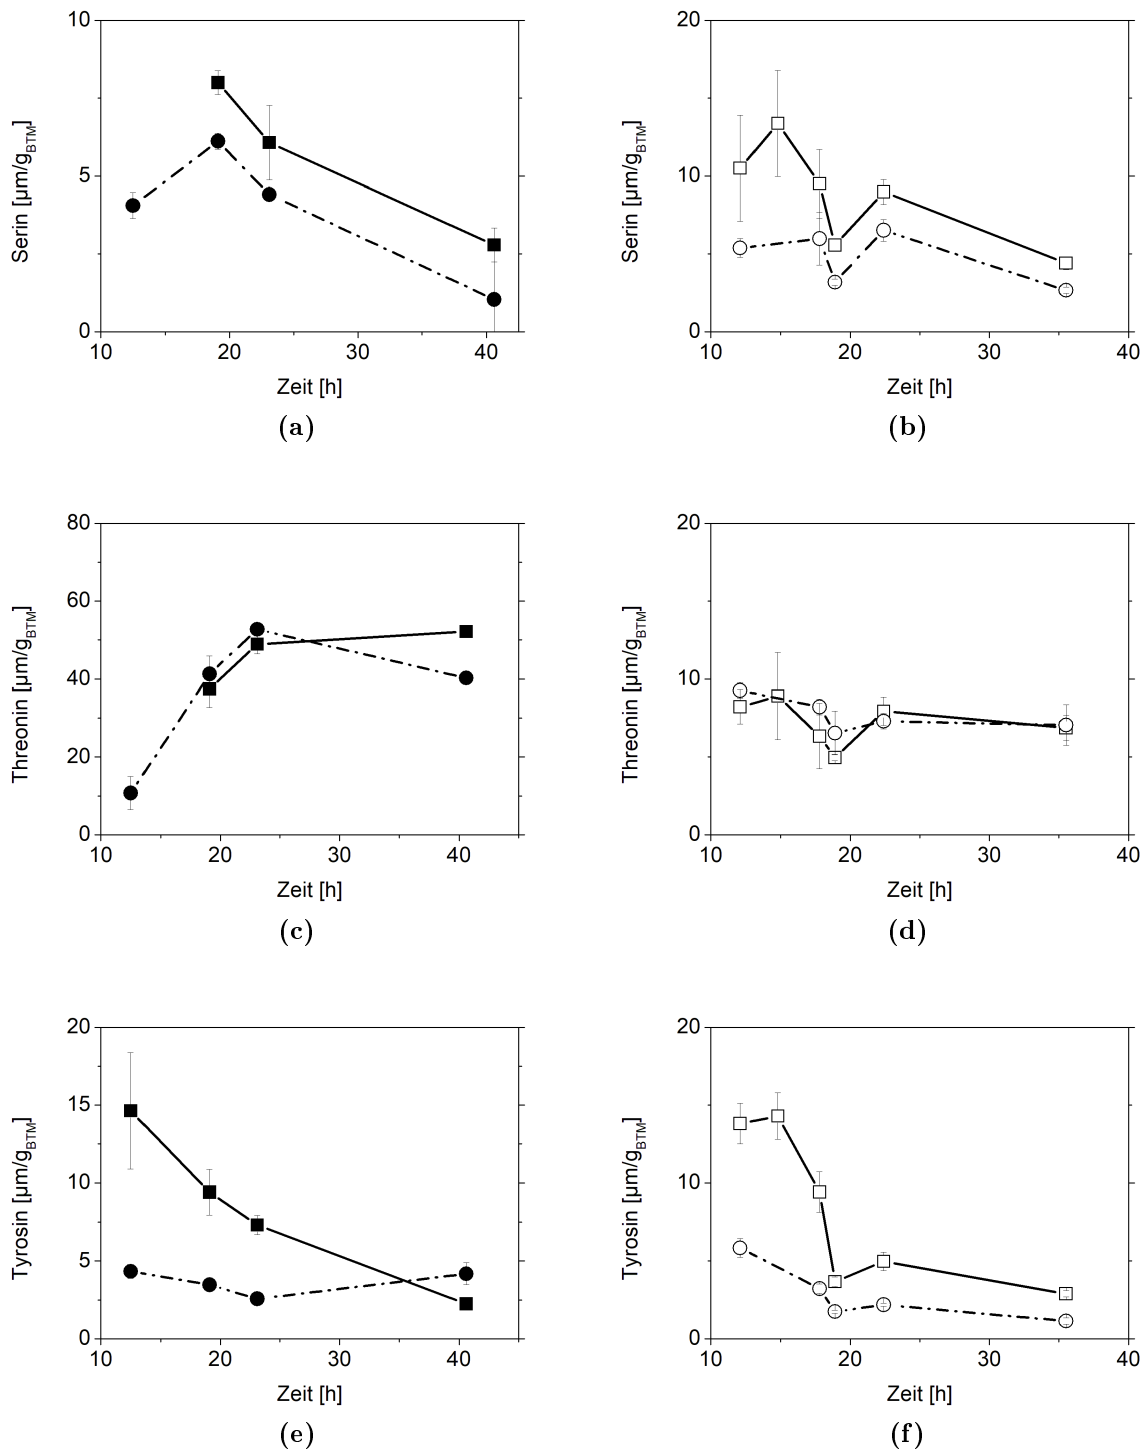 10
5
0
Serin [µm/gBTM]
10 20 30 40
Zeit [h]
(a)
20
10
0
Serin [µm/gBTM]
10 20 30 40
Zeit [h]
(b)
80
60
40
20
0
Threonin [µm/gBTM]
10 20 30 40
Zeit [h]
(c)
20
10
0
Threonin [µm/gBTM]
10 20 30 40
Zeit [h]
(d)
20
15
10
5
0
Tyrosin [µm/gBTM]
10 20 30 40
Zeit [h]
(e)
20
10
0
Tyrosin [µm/gBTM]
10 20 30 40
Zeit [h]
(f)